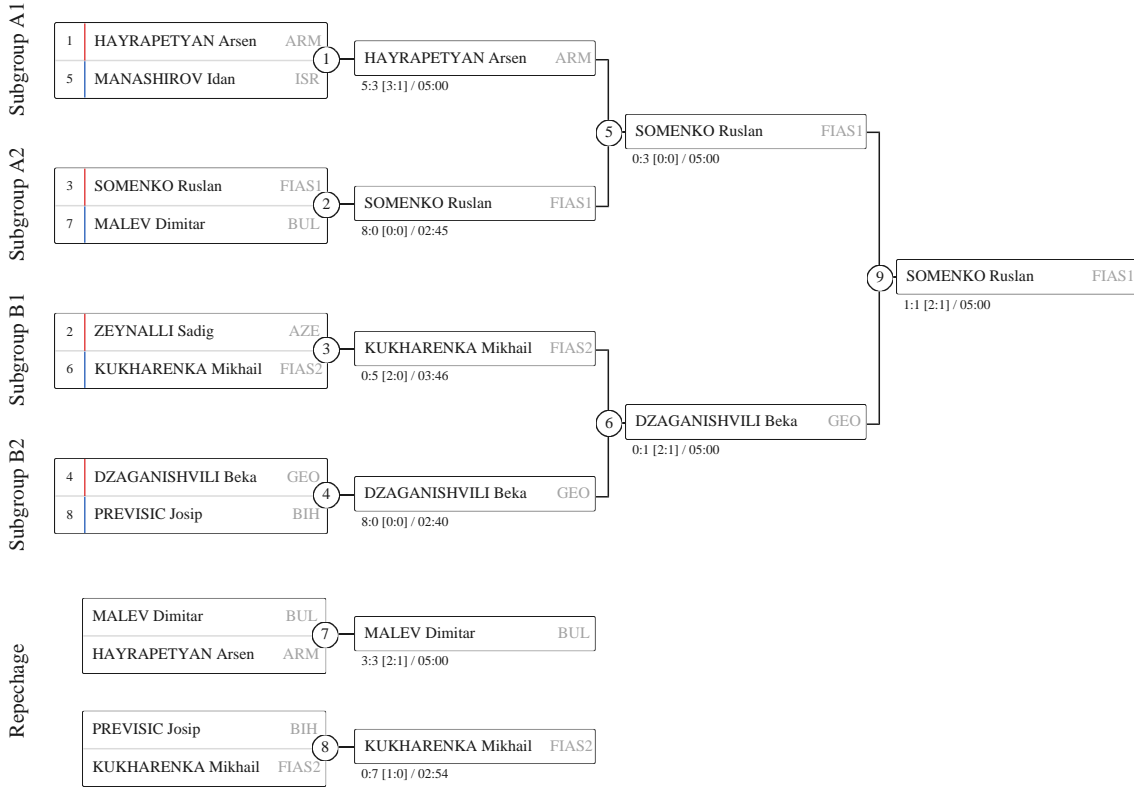 Subgroup A1
1 HAYRAPETYAN Arsen ARM
5 MANASHIROV Idan ISR
1
HAYRAPETYAN Arsen ARM
5:3 [3:1] / 05:00
5
SOMENKO Ruslan FIAS1
0:3 [0:0] / 05:00
Subgroup A2
3 SOMENKO Ruslan FIAS1
7 MALEV Dimitar BUL
2
SOMENKO Ruslan FIAS1
8:0 [0:0] / 02:45
9
SOMENKO Ruslan FIAS1
1:1 [2:1] / 05:00
Subgroup B1
2 ZEYNALLI Sadig AZE
6 KUKHARENKA Mikhail FIAS2
3
KUKHARENKA Mikhail FIAS2
0:5 [2:0] / 03:46
6
DZAGANISHVILI Beka GEO
0:1 [2:1] / 05:00
Subgroup B2
4 DZAGANISHVILI Beka GEO
8 PREVISIC Josip BIH
4
DZAGANISHVILI Beka GEO
8:0 [0:0] / 02:40
Repechage
MALEV Dimitar BUL
HAYRAPETYAN Arsen ARM
7
MALEV Dimitar BUL
3:3 [2:1] / 05:00
PREVISIC Josip BIH
KUKHARENKA Mikhail FIAS2
8
KUKHARENKA Mikhail FIAS2
0:7 [1:0] / 02:54